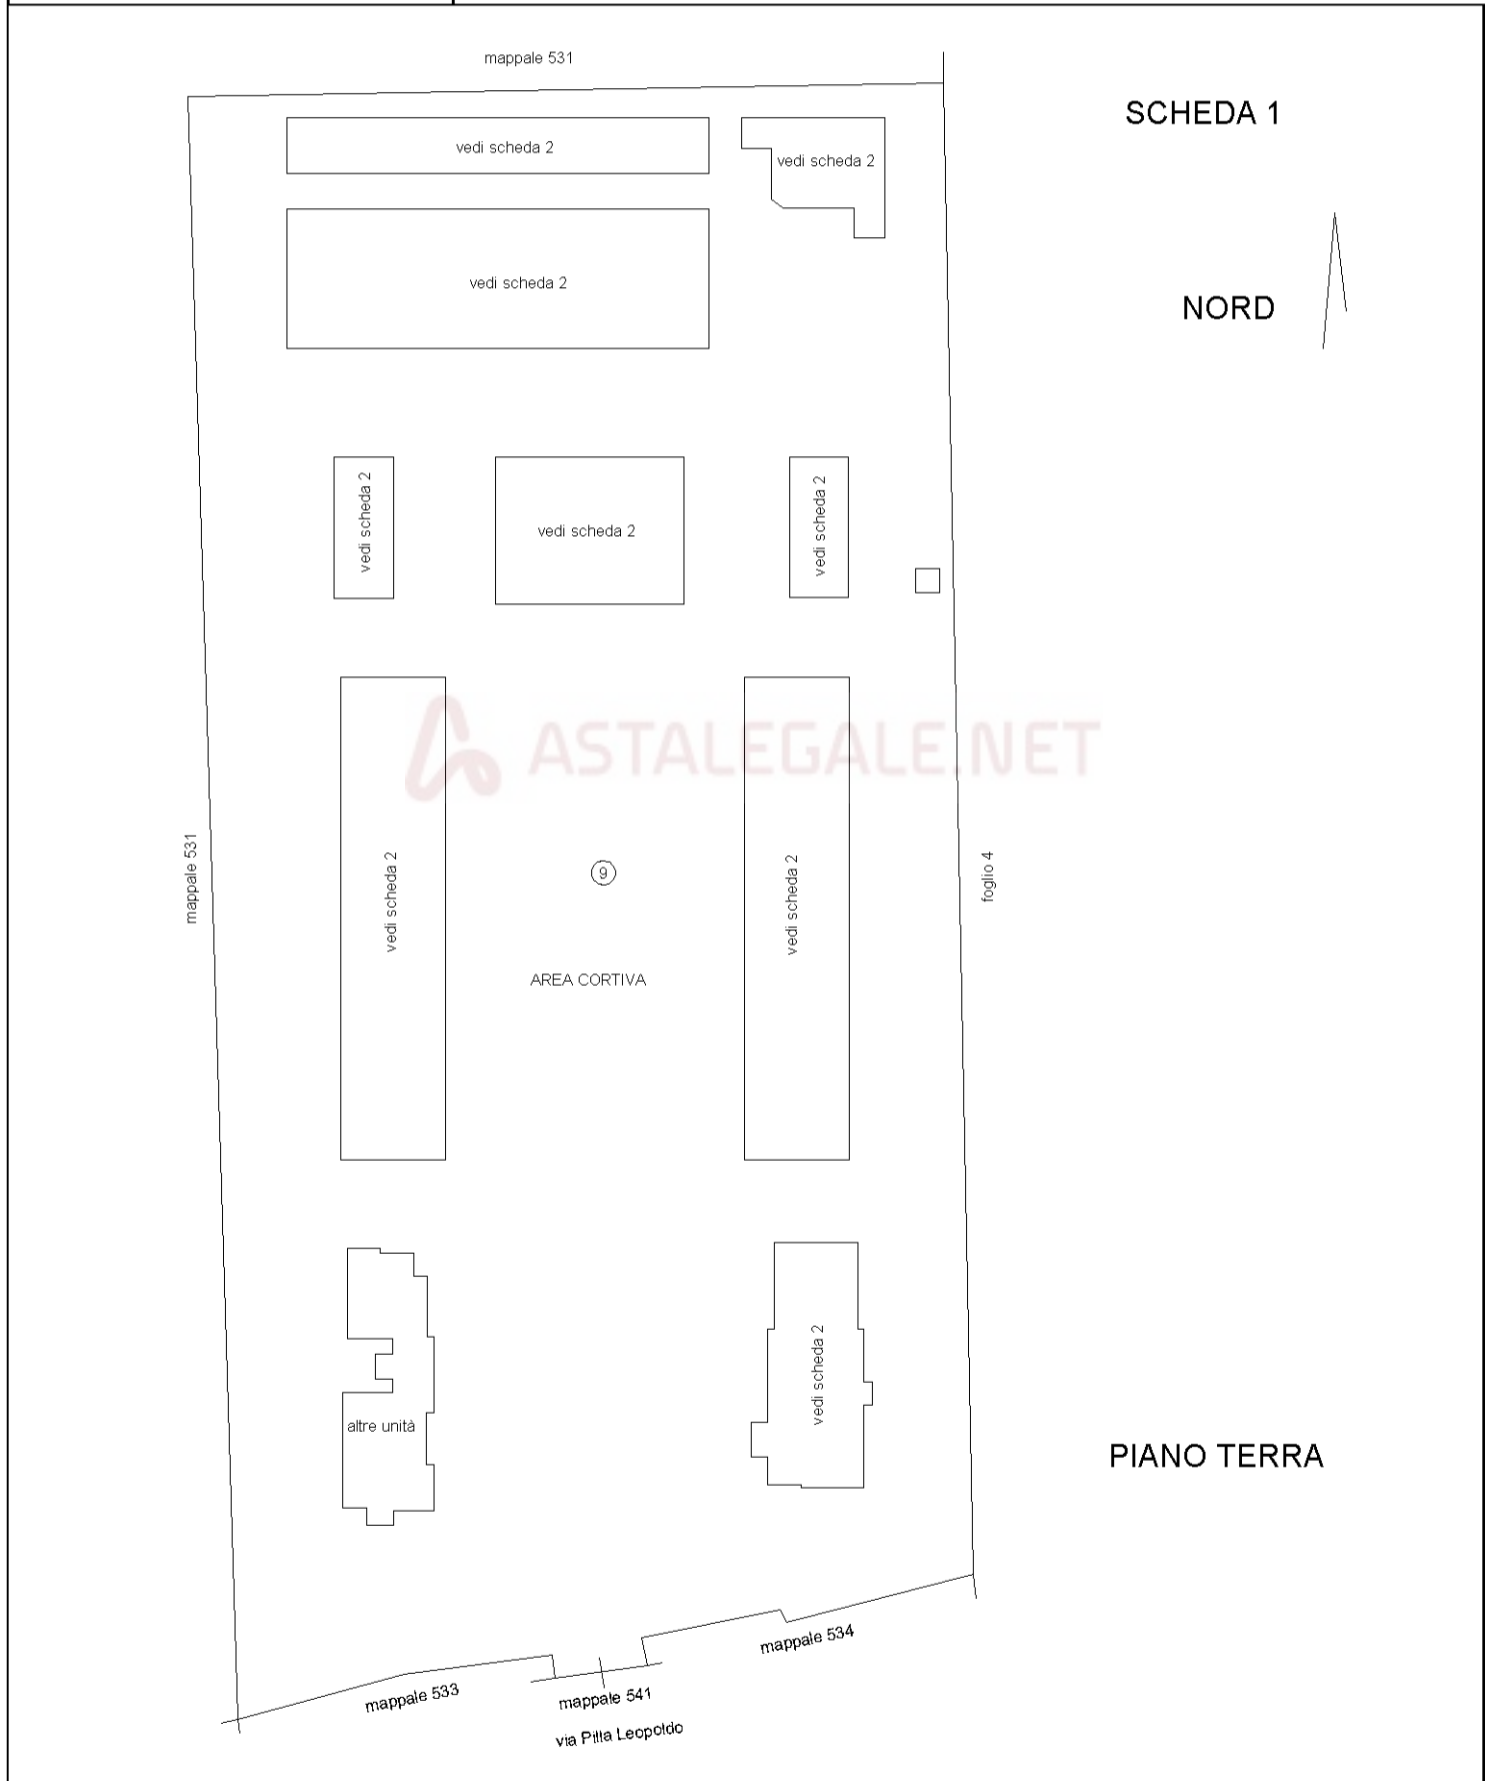 mappale 531
SCHEDA 1
vedi scheda 2
vedi scheda 2
NORD
vedi scheda 2
vedi scheda 2
vedi scheda 2
vedi scheda 2
ASTALEGALE.NET
mappale 531
vedi scheda 2
9
vedi scheda 2
foglio 4
AREA CORTIVA
vedi scheda 2
altre unità
PIANO TERRA
mappale 534
mappale 533
mappale 541
via Pitta Leopoldo